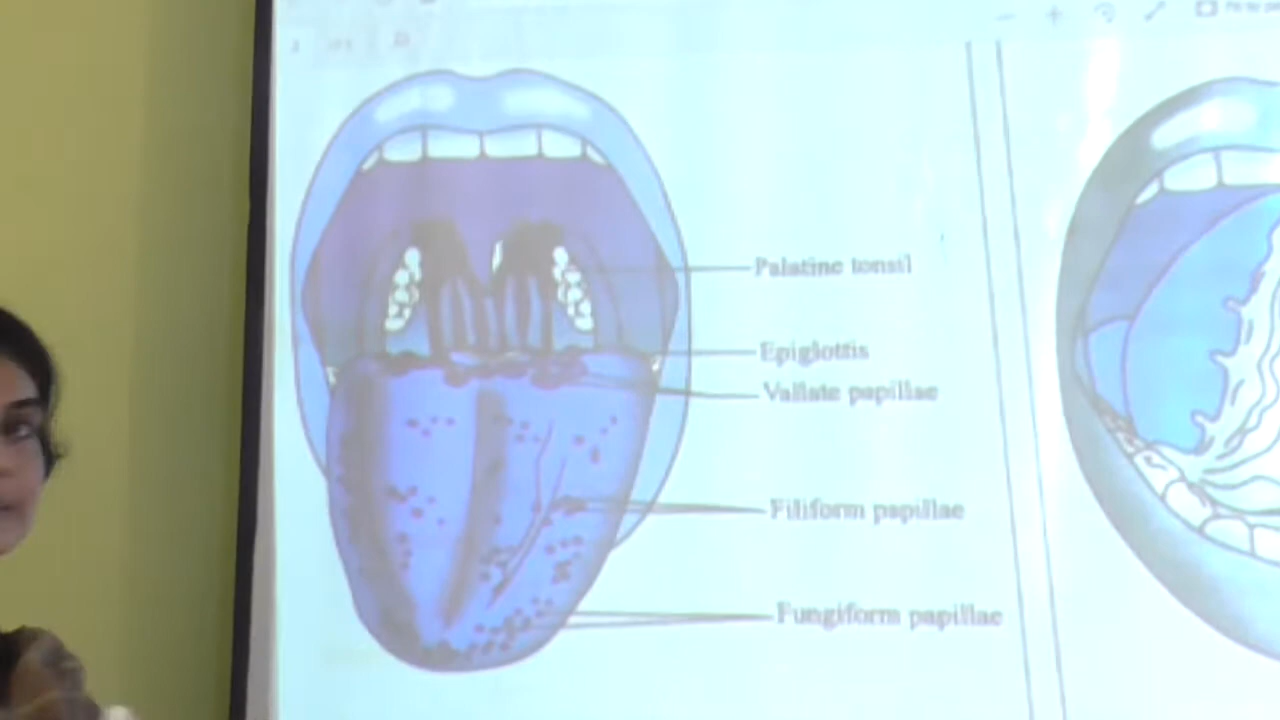 Palatine tonsil
Epiglottis
Vallate papillae
Filiform papillae
Fungiform papillae